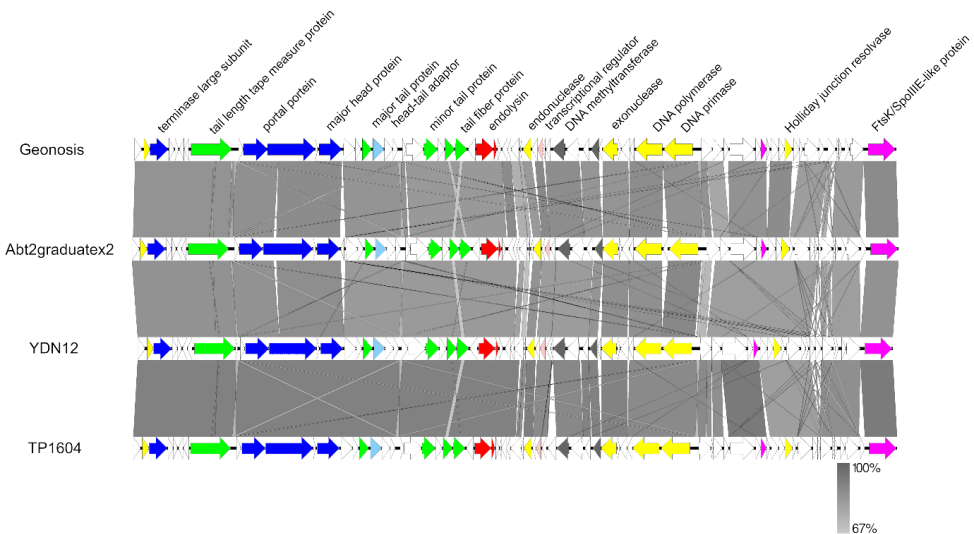 terminase large subunit
tail length tape measure protein
portal portein
major head protein
major tail protein
head-tail adaptor
minor tail protein
tail fiber protein
endolysin
endonuclease
transcriptional regulator
DNA methyltransferase
exonuclease
DNA polymerase
DNA primase
Holliday junction resolvase
FtsK/SpoIIIE-like protein
Geonosis
Abt2graduatex2
YDN12
TP1604
100%
67%